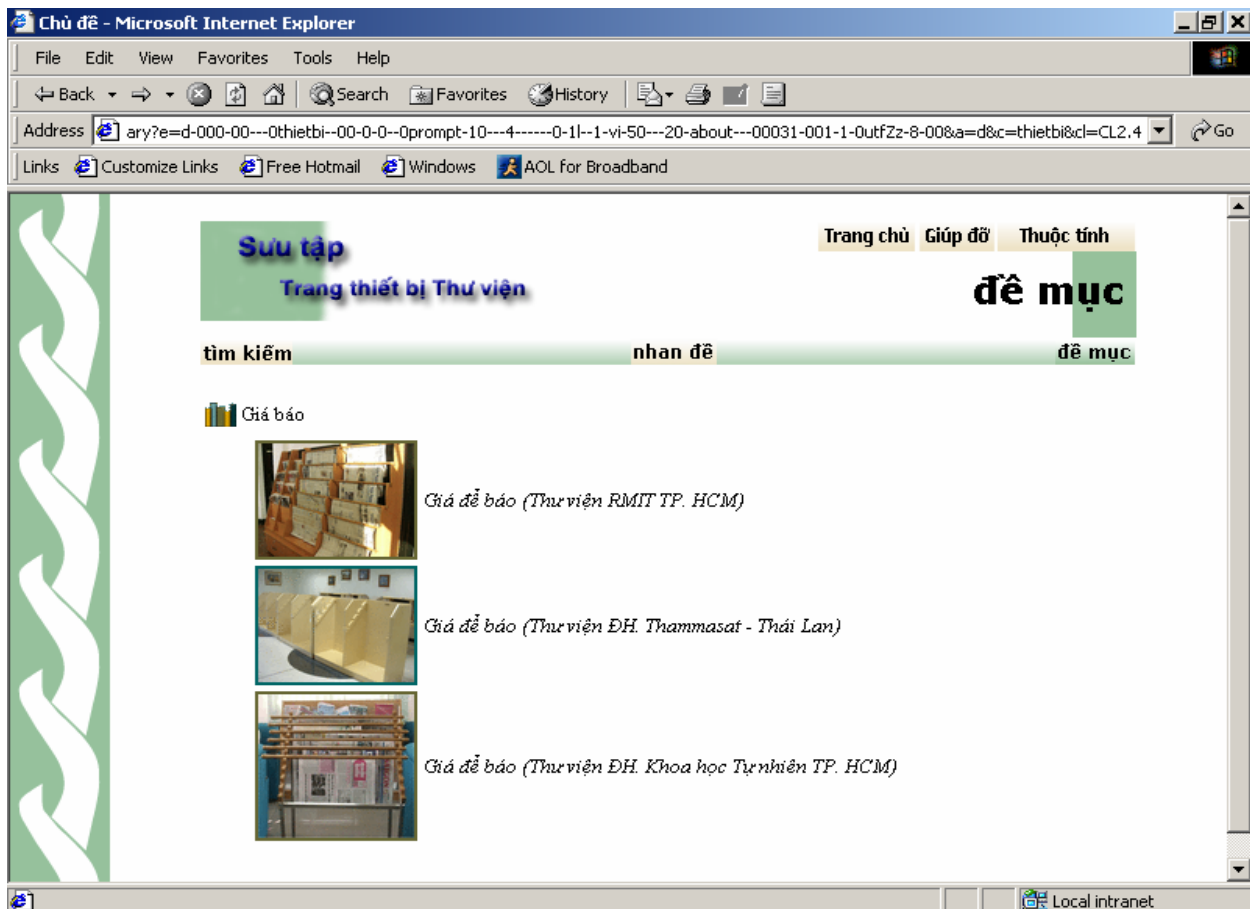 Chủ đề - Microsoft Internet Explorer
File Edit View Favorites Tools Help
Back Search Favorites History
Address ary?e=d-000-00---0thietbi--00-0-0--0prompt-10---4------0-1l--1-vi-50---20-about---00031-001-1-0utfZz-8-00&a=d&c=thietbi&cl=CL2.4 Go
Links Customize Links Free Hotmail Windows AOL for Broadband
Trang chủ Giúp đỡ Thuộc tính
Sưu tập
Trang thiết bị Thư viện
đề mục
tìm kiếm nhan đề đề mục
Giá báo
Giá để báo (Thư viện RMIT TP. HCM)
Giá để báo (Thư viện ĐH. Thammasat - Thái Lan)
Giá để báo (Thư viện ĐH. Khoa học Tự nhiên TP. HCM)
Local intranet